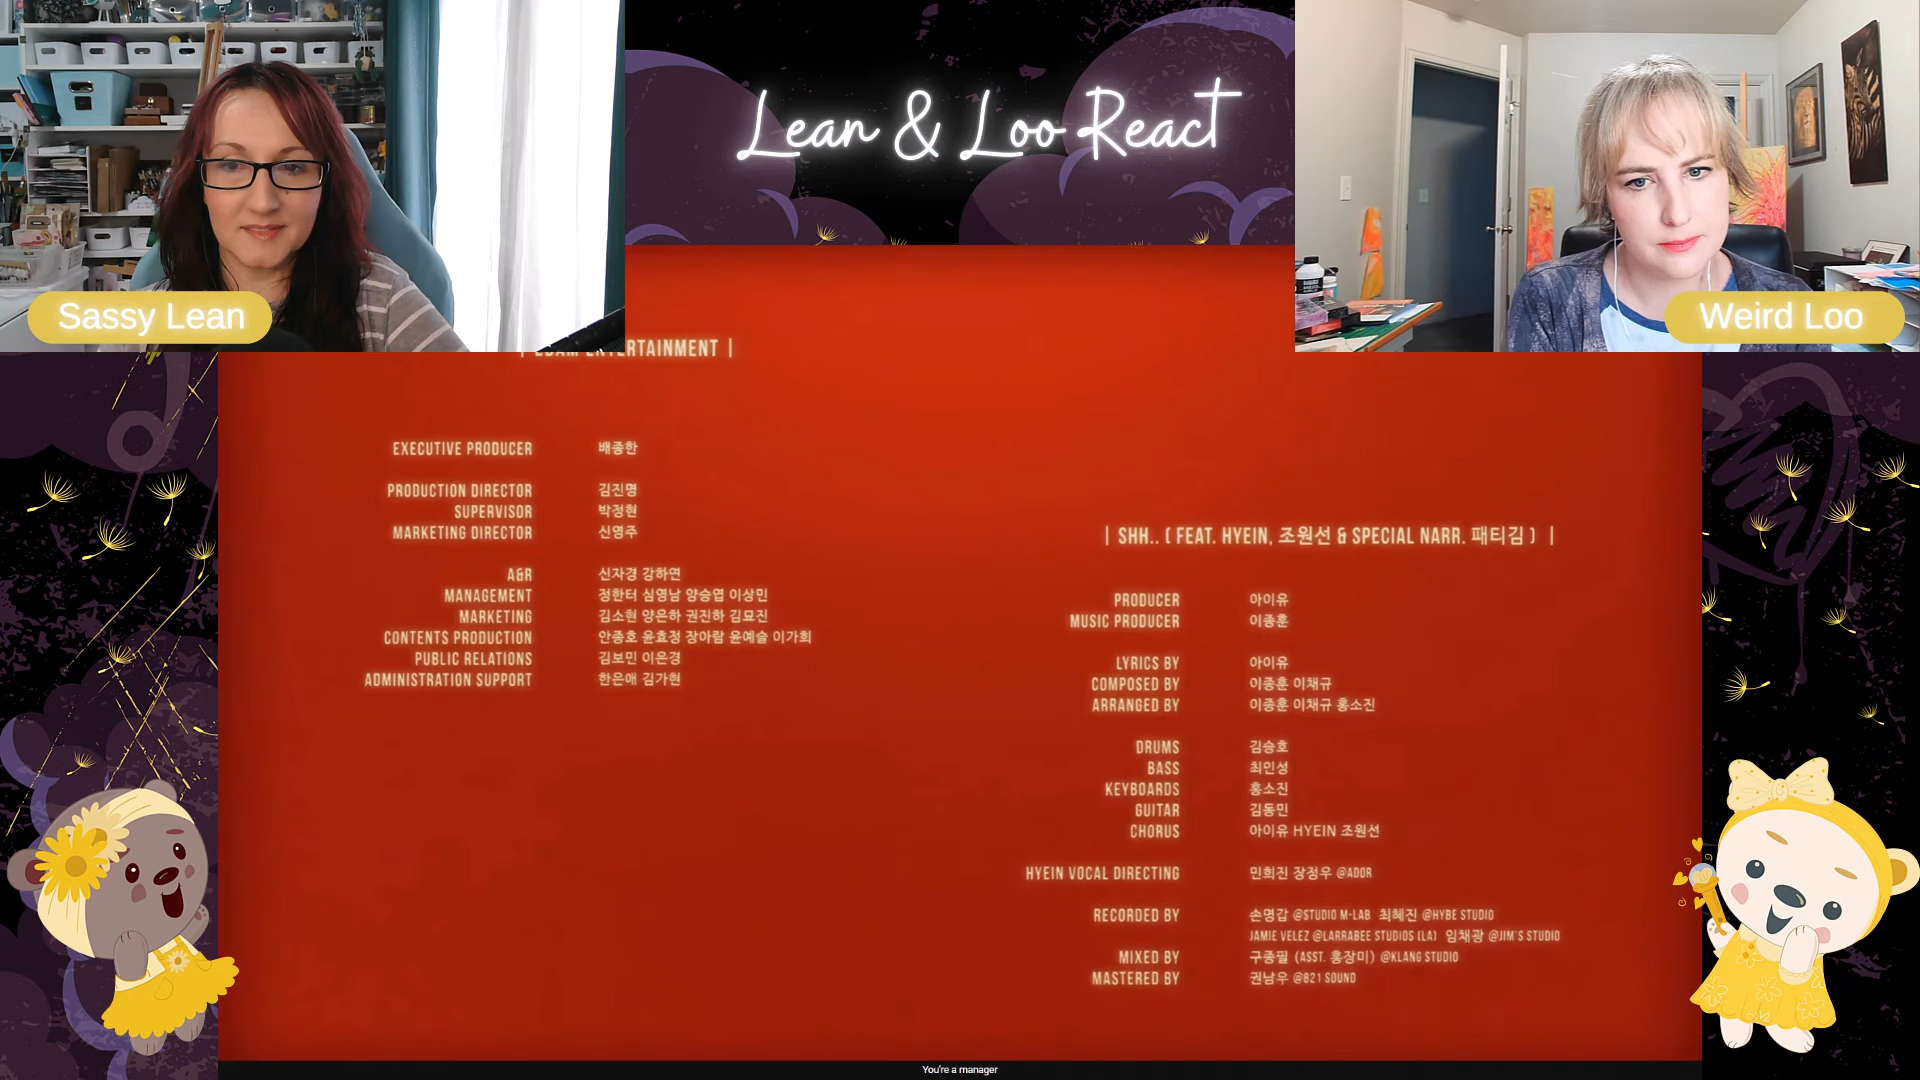 Lean & Loo React
Sassy Lean
Weird Loo
| EDAM ENTERTAINMENT |
EXECUTIVE PRODUCER 배종한
PRODUCTION DIRECTOR 김진명
SUPERVISOR 박정현
MARKETING DIRECTOR 신영주
A&R 신자경 강하연
MANAGEMENT 정한터 심영남 양승엽 이상민
MARKETING 김소현 양은하 권진하 김묘진
CONTENTS PRODUCTION 안종호 윤효정 장아람 윤예슬 이가희
PUBLIC RELATIONS 김보민 이은경
ADMINISTRATION SUPPORT 한은애 김가현
| SHH.. ( FEAT. HYEIN, 조원선 & SPECIAL NARR. 패티김 ) |
PRODUCER 아이유
MUSIC PRODUCER 이종훈
LYRICS BY 아이유
COMPOSED BY 이종훈 이채규
ARRANGED BY 이종훈 이채규 홍소진
DRUMS 김승호
BASS 최인성
KEYBOARDS 홍소진
GUITAR 김동민
CHORUS 아이유 HYEIN 조원선
HYEIN VOCAL DIRECTING 민희진 장정우 @ADOR
RECORDED BY 손명갑 @STUDIO M-LAB 최혜진 @HYBE STUDIO
JAMIE VELEZ @LARRABEE STUDIOS (LA) 임채광 @JIM'S STUDIO
MIXED BY 구종필 (ASST. 홍장미) @KLANG STUDIO
MASTERED BY 권남우 @821 SOUND
You're a manager